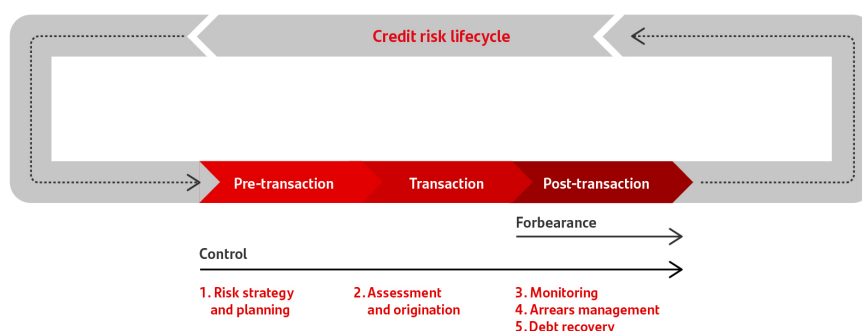 Credit risk lifecycle
Pre-transaction
Transaction
Post-transaction
Forbearance
Control
1. Risk strategy
and planning
2. Assessment
and origination
3. Monitoring
4. Arrears management
5. Debt recovery